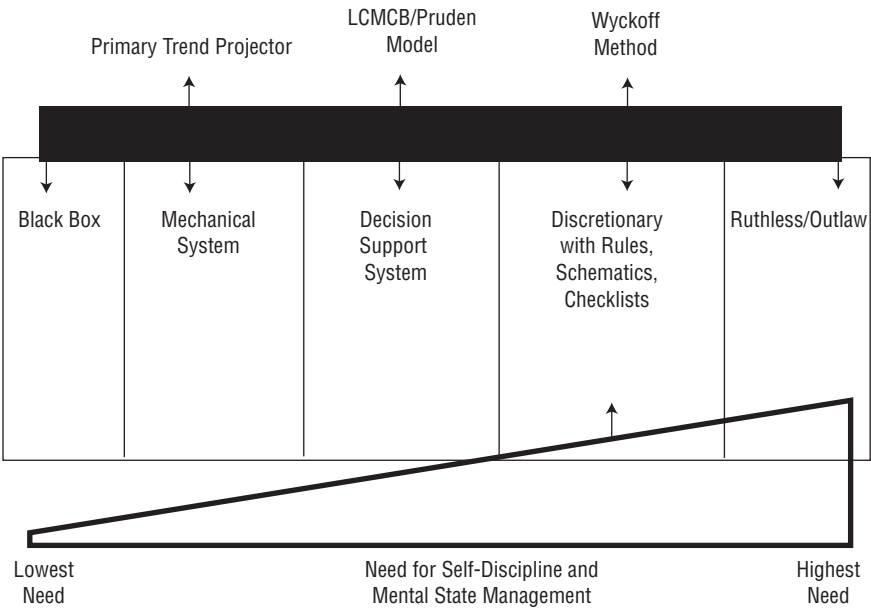 Primary Trend Projector
LCMCB/Pruden
Model
Wyckoff
Method
Black Box
Mechanical
System
Decision
Support
System
Discretionary
with Rules,
Schematics,
Checklists
Ruthless/Outlaw
Lowest
Need
Need for Self-Discipline and
Mental State Management
Highest
Need